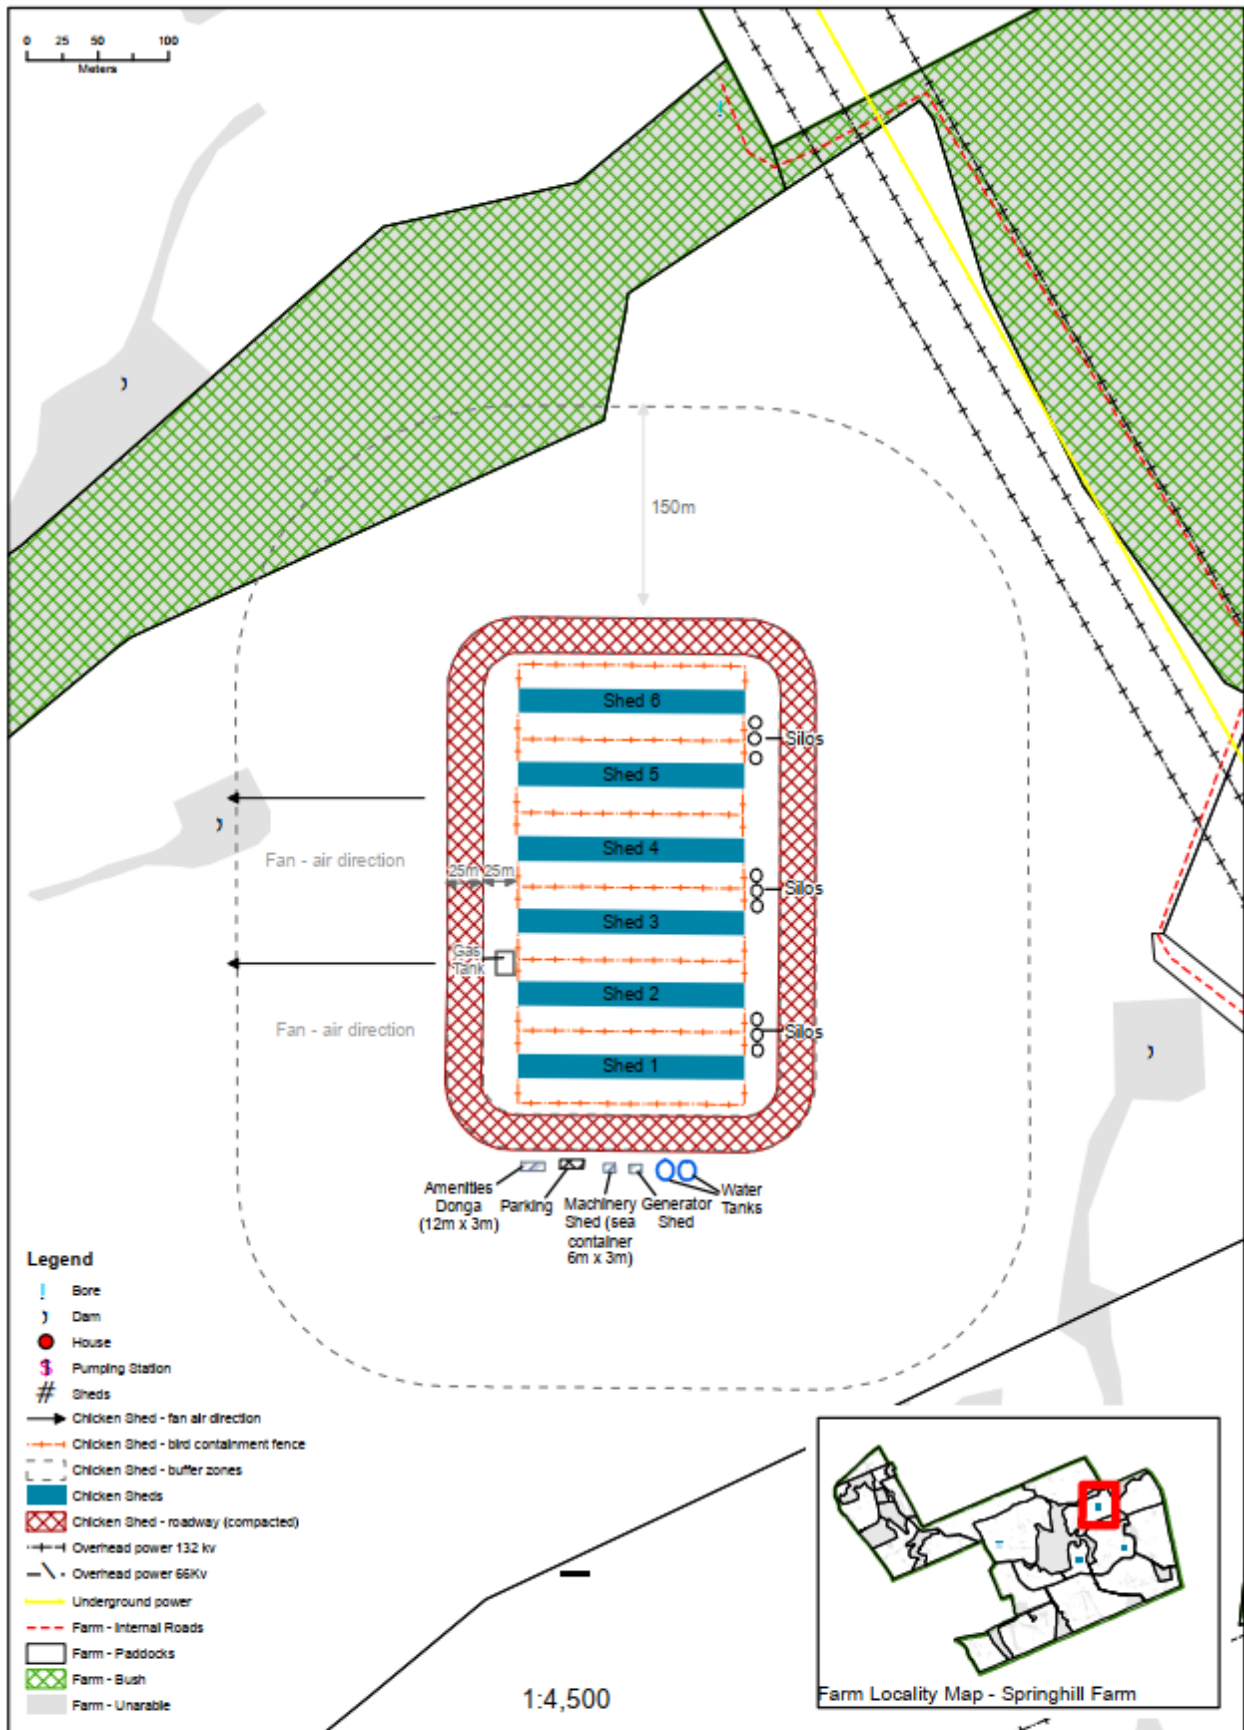 0 25 50 100
Meters
150m
Shed 6
Silos
Shed 5
Shed 4
Fan - air direction
25m 25m
Silos
Shed 3
Gas
Tank
Shed 2
Fan - air direction
Silos
Shed 1
Amenities
Donga
(12m x 3m)
Parking
Machinery
Shed (sea
container
6m x 3m)
Generator
Shed
Water
Tanks
Legend
Bore
Dam
House
Pumping Station
# Sheds
Chicken Shed - fan air direction
Chicken Shed - bird containment fence
Chicken Shed - buffer zones
Chicken Sheds
Chicken Shed - roadway (compacted)
Overhead power 132 kv
Overhead power 66Kv
Underground power
Farm - Internal Roads
Farm - Paddocks
Farm - Bush
Farm - Unarable
1:4,500
Farm Locality Map - Springhill Farm